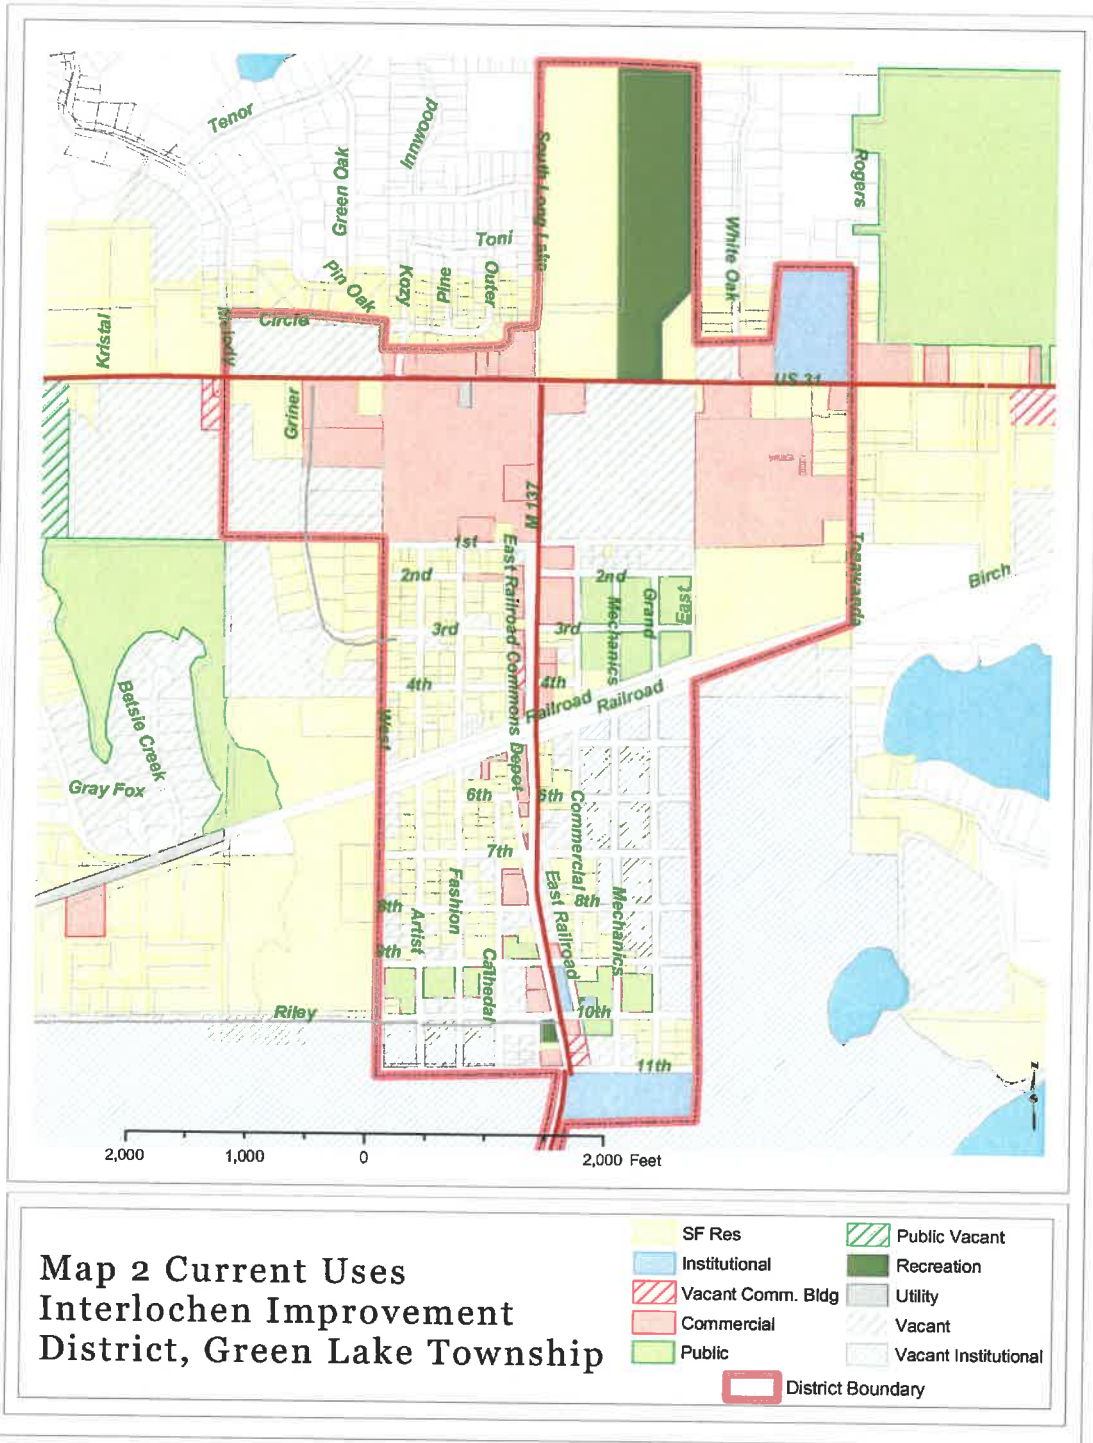 Tenor
Innwood
Green Oak
South Long Lake
Rogers
White Oak
Toni
Pin Oak
Kozy
Pine
Outer
Circle
Melody
Kristal
US 31
Griner
M 137
1st
East Railroad Commons Depot
2nd
2nd
Mechanics
Grand
East
Birch
3rd
3rd
4th
4th
Railroad
Railroad
West
Betsie Creek
Gray Fox
6th
6th
Commercial
7th
Fashion
8th
8th
Artist
East Railroad
Mechanics
9th
Cathedal
Riley
10th
11th
2,000
1,000
0
2,000 Feet
Map 2 Current Uses
Interlochen Improvement
District, Green Lake Township
SF Res
Institutional
Vacant Comm. Bldg
Commercial
Public
Public Vacant
Recreation
Utility
Vacant
Vacant Institutional
District Boundary